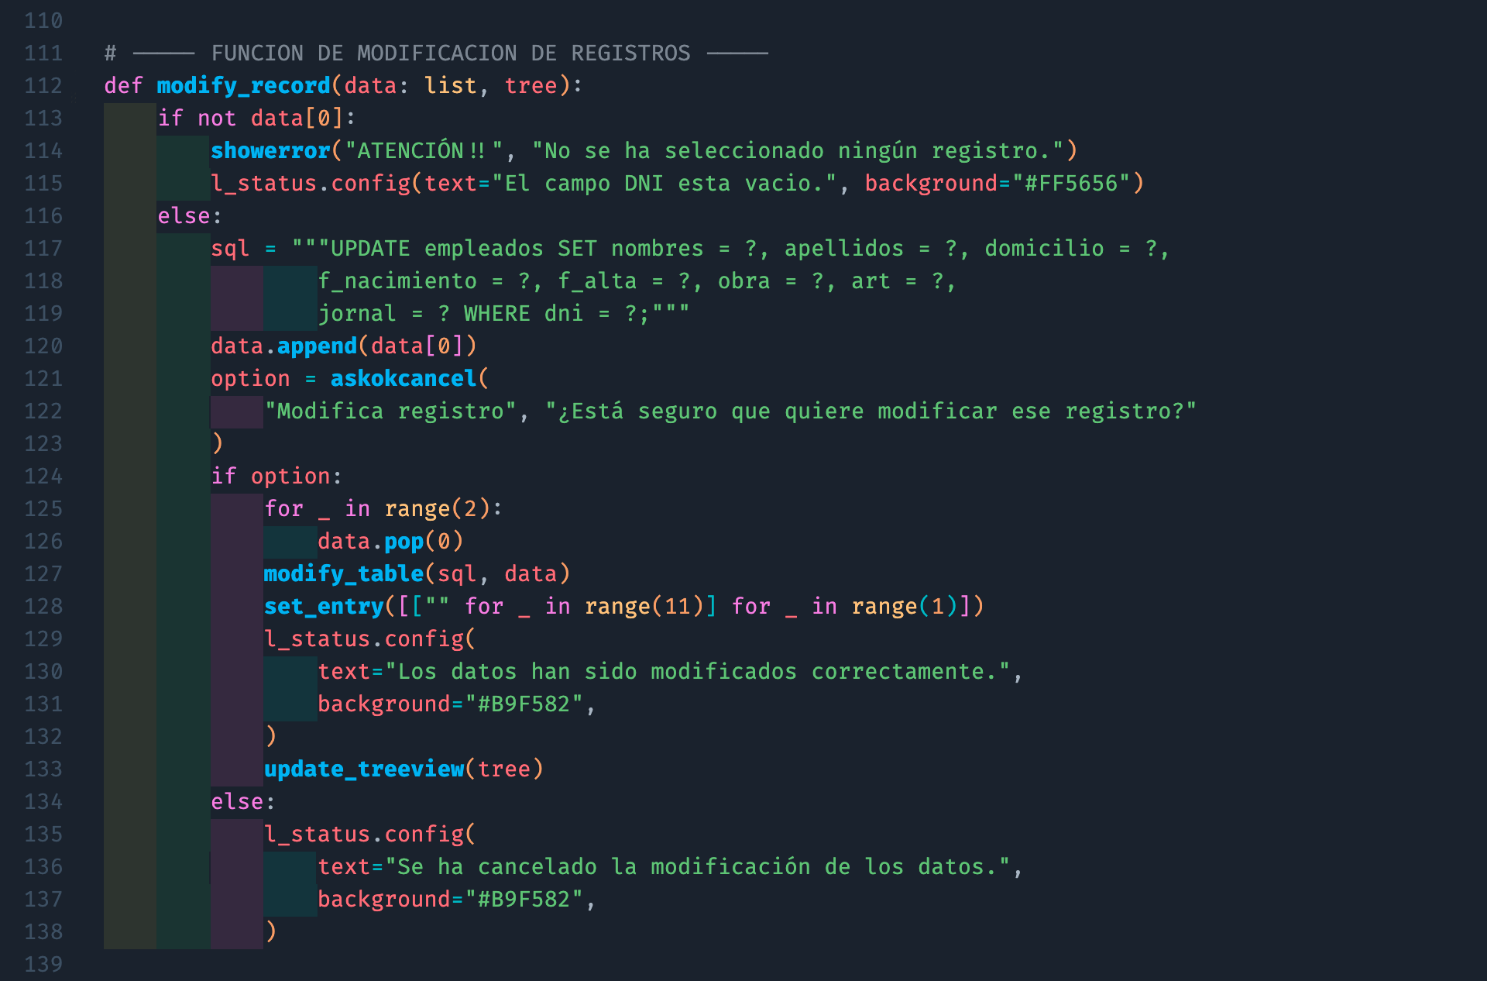 110
111 # ––––– FUNCION DE MODIFICACION DE REGISTROS –––––
112 def modify_record(data: list, tree):
113     if not data[0]:
114         showerror("ATENCIÓN!!", "No se ha seleccionado ningún registro.")
115         l_status.config(text="El campo DNI esta vacio.", background="#FF5656")
116     else:
117         sql = """UPDATE empleados SET nombres = ?, apellidos = ?, domicilio = ?,
118                 f_nacimiento = ?, f_alta = ?, obra = ?, art = ?,
119                 jornal = ? WHERE dni = ?;"""
120         data.append(data[0])
121         option = askokcancel(
122             "Modifica registro", "¿Está seguro que quiere modificar ese registro?"
123         )
124         if option:
125             for _ in range(2):
126                 data.pop(0)
127             modify_table(sql, data)
128             set_entry([["" for _ in range(11)] for _ in range(1)])
129             l_status.config(
130                 text="Los datos han sido modificados correctamente.",
131                 background="#B9F582",
132             )
133             update_treeview(tree)
134         else:
135             l_status.config(
136                 text="Se ha cancelado la modificación de los datos.",
137                 background="#B9F582",
138             )
139